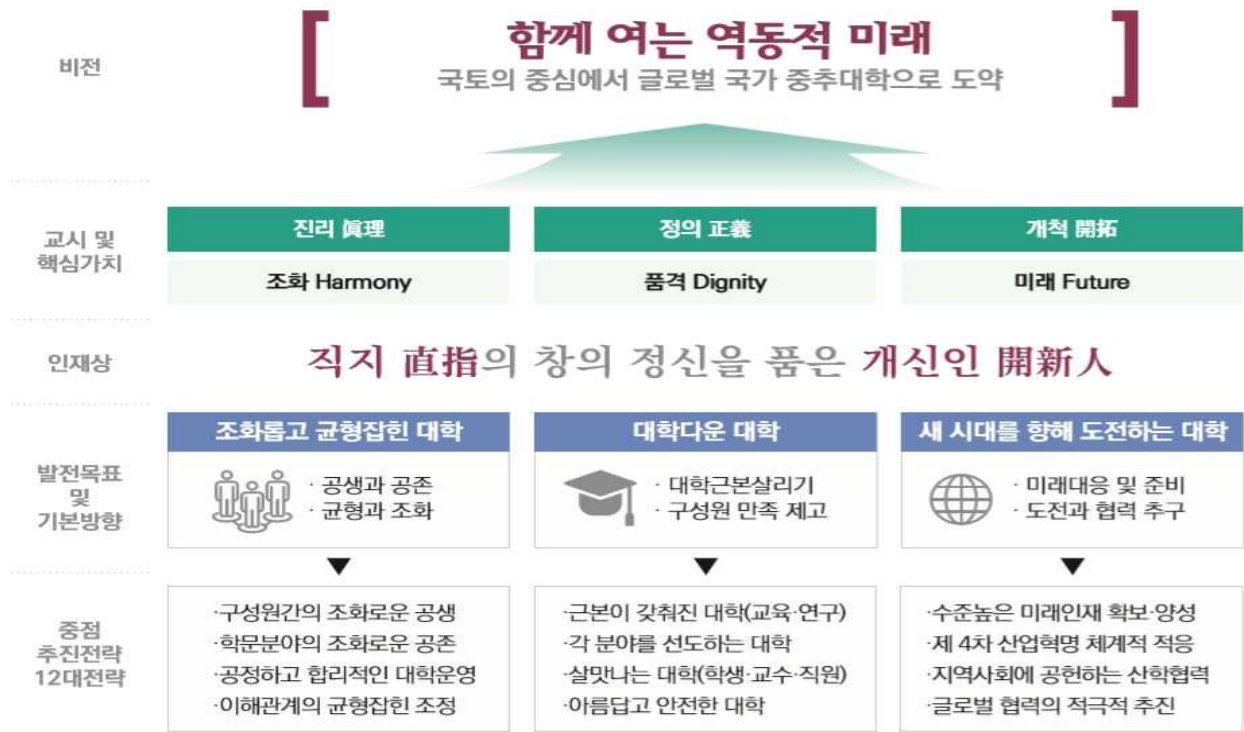 비전
[ 함께 여는 역동적 미래 ]
국토의 중심에서 글로벌 국가 중추대학으로 도약
교시 및
핵심가치
진리 眞理
정의 正義
개척 開拓
조화 Harmony
품격 Dignity
미래 Future
인재상
직지 直指의 창의 정신을 품은 개신인 開新人
발전목표
및
기본방향
조화롭고 균형잡힌 대학
· 공생과 공존
· 균형과 조화
대학다운 대학
· 대학근본살리기
· 구성원 만족 제고
새 시대를 향해 도전하는 대학
· 미래대응 및 준비
· 도전과 협력 추구
중점
추진전략
12대전략
·구성원간의 조화로운 공생
·학문분야의 조화로운 공존
·공정하고 합리적인 대학운영
·이해관계의 균형잡힌 조정
·근본이 갖춰진 대학(교육·연구)
·각 분야를 선도하는 대학
·살맛나는 대학(학생·교수·직원)
·아름답고 안전한 대학
·수준높은 미래인재 확보·양성
·제 4차 산업혁명 체계적 적응
·지역사회에 공헌하는 산학협력
·글로벌 협력의 적극적 추진